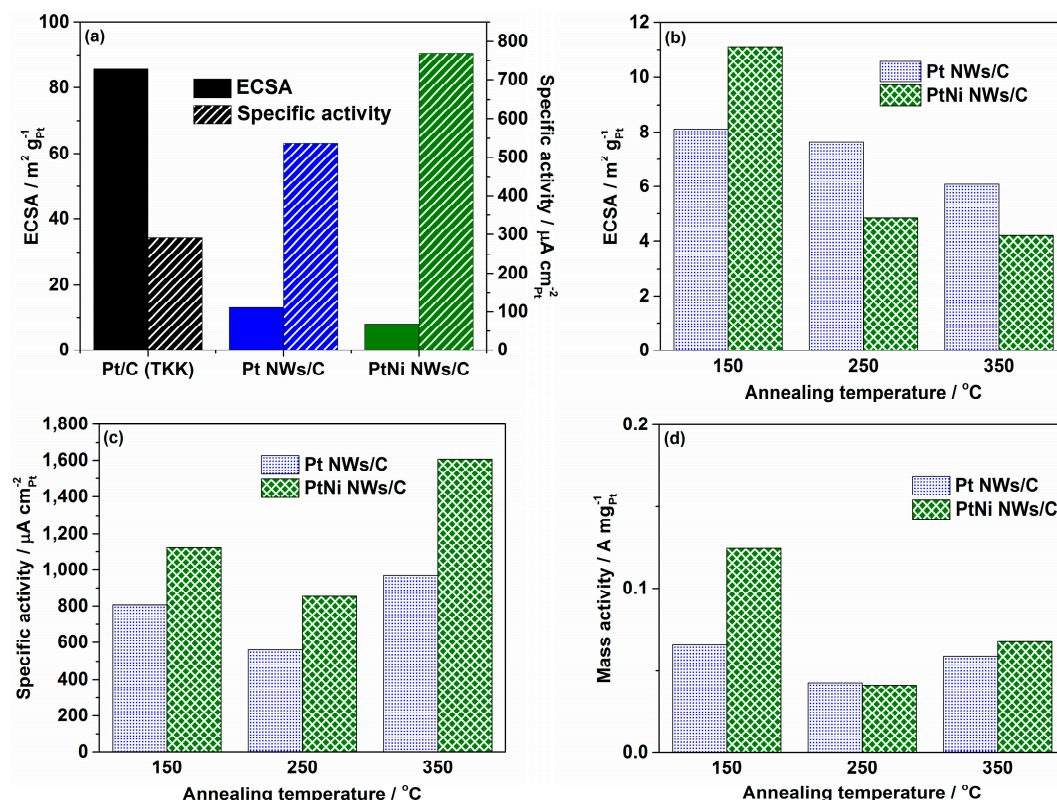 (a)
ECSA
Specific activity
ECSA / m² g⁻¹Pt
100
80
60
40
20
0
Specific activity / μA cm⁻²Pt
800
700
600
500
400
300
200
100
0
Pt/C (TKK) Pt NWs/C PtNi NWs/C
(b)
Pt NWs/C
PtNi NWs/C
ECSA / m² g⁻¹Pt
12
10
8
6
4
2
0
150 250 350
Annealing temperature / °C
(c)
Pt NWs/C
PtNi NWs/C
Specific activity / μA cm⁻²Pt
1,800
1,600
1,400
1,200
1,000
800
600
400
200
0
150 250 350
Annealing temperature / °C
(d)
Pt NWs/C
PtNi NWs/C
Mass activity / A mg⁻¹Pt
0.2
0.1
0.0
150 250 350
Annealing temperature / °C